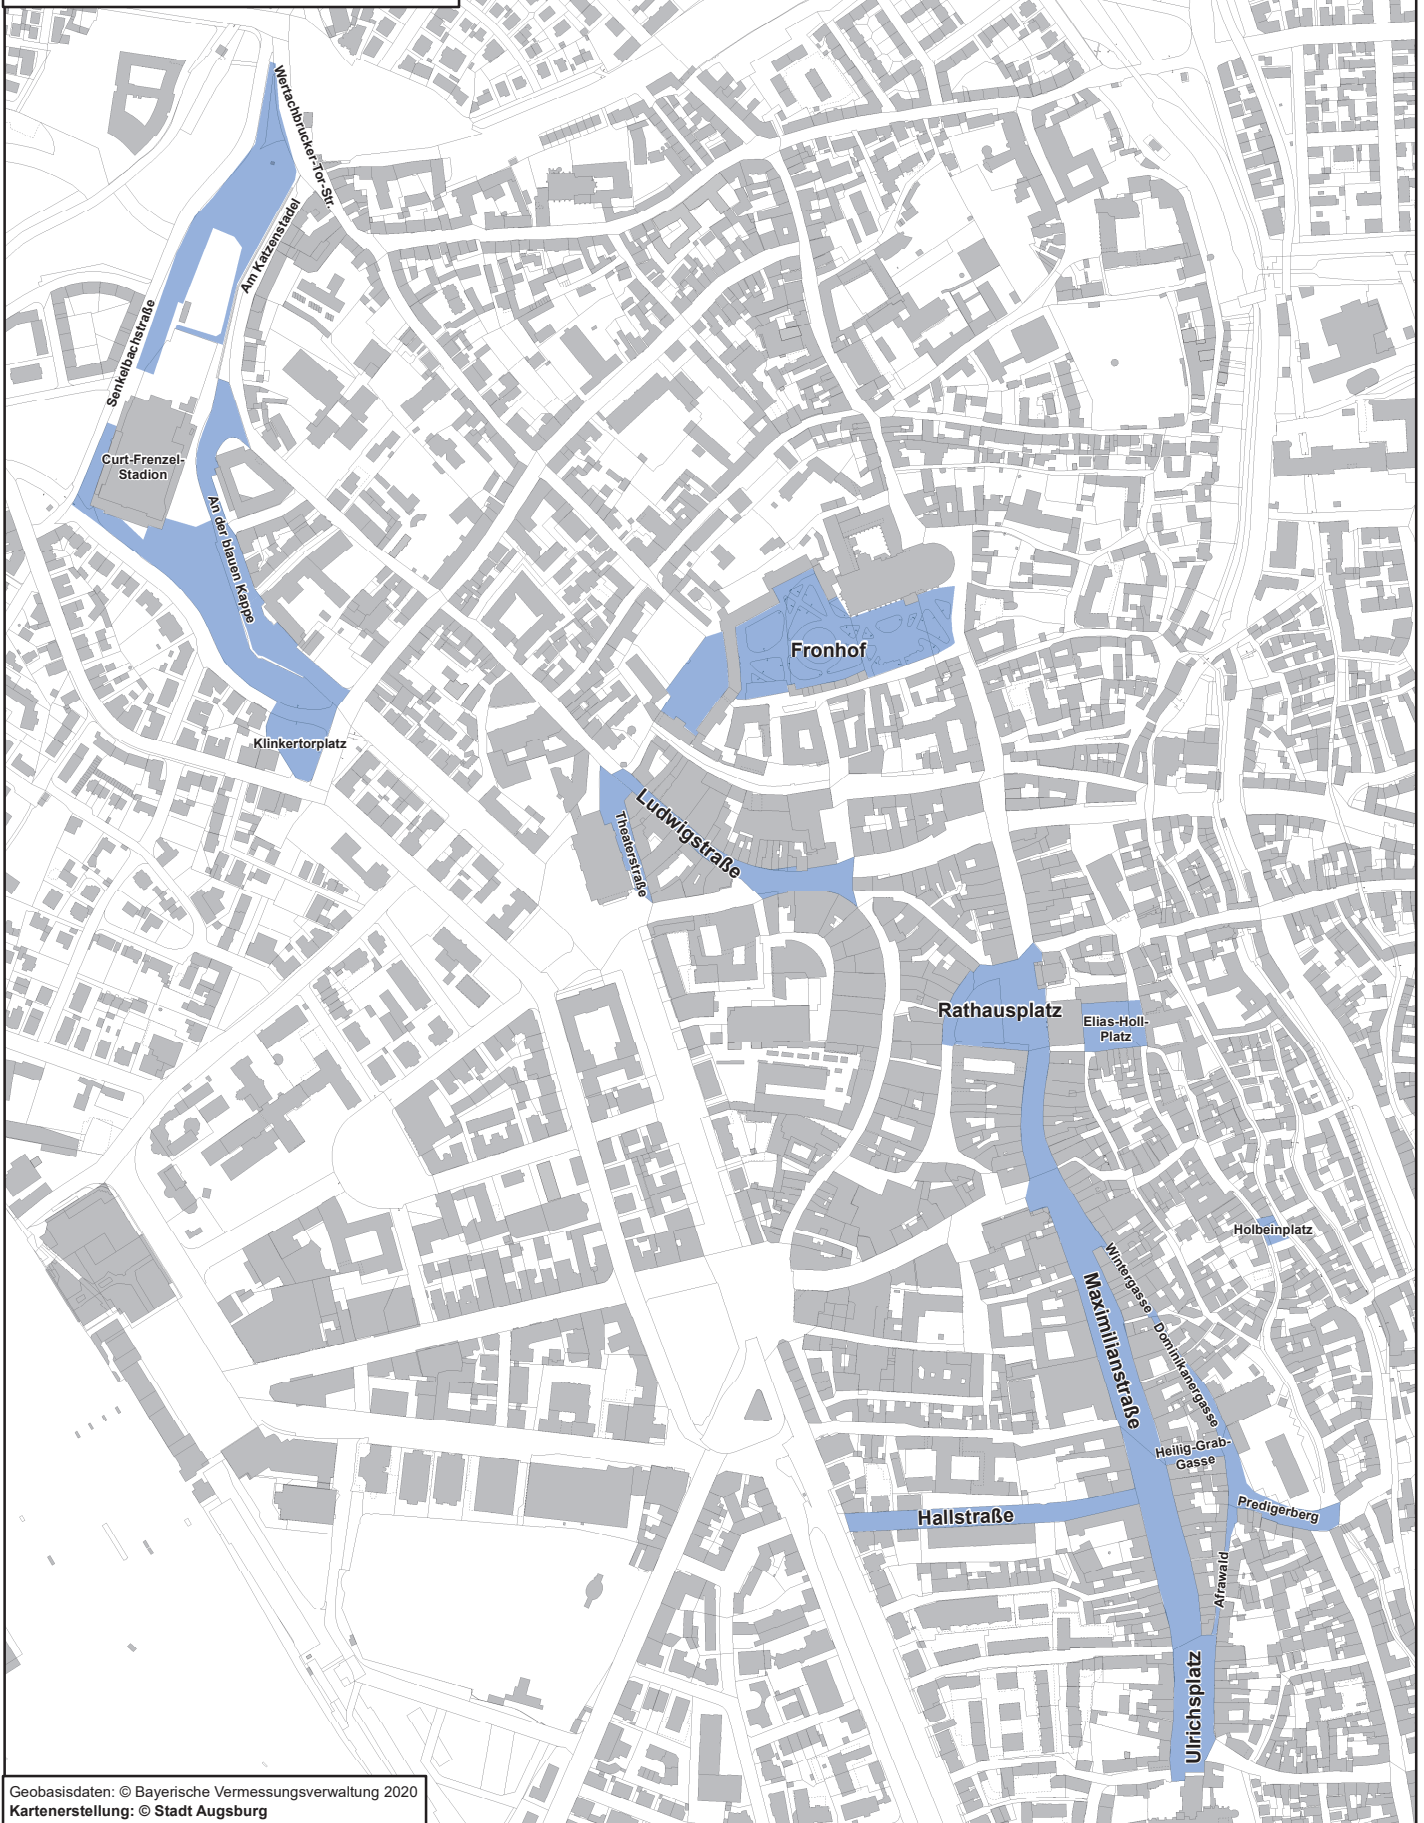 Wertachbrucker-Tor-Str.
Am Katzenstadel
Senkelbachstraße
Curt-Frenzel-
Stadion
An der blauen Kappe
Klinkertorplatz
Fronhof
Ludwigstraße
Theaterstraße
Rathausplatz
Elias-Holl-
Platz
Holbeinplatz
Wintergasse
Maximilianstraße
Dominikanergasse
Heilig-Grab-
Gasse
Hallstraße
Predigerberg
Afrawald
Ulrichsplatz
Geobasisdaten: © Bayerische Vermessungsverwaltung 2020
Kartenerstellung: © Stadt Augsburg